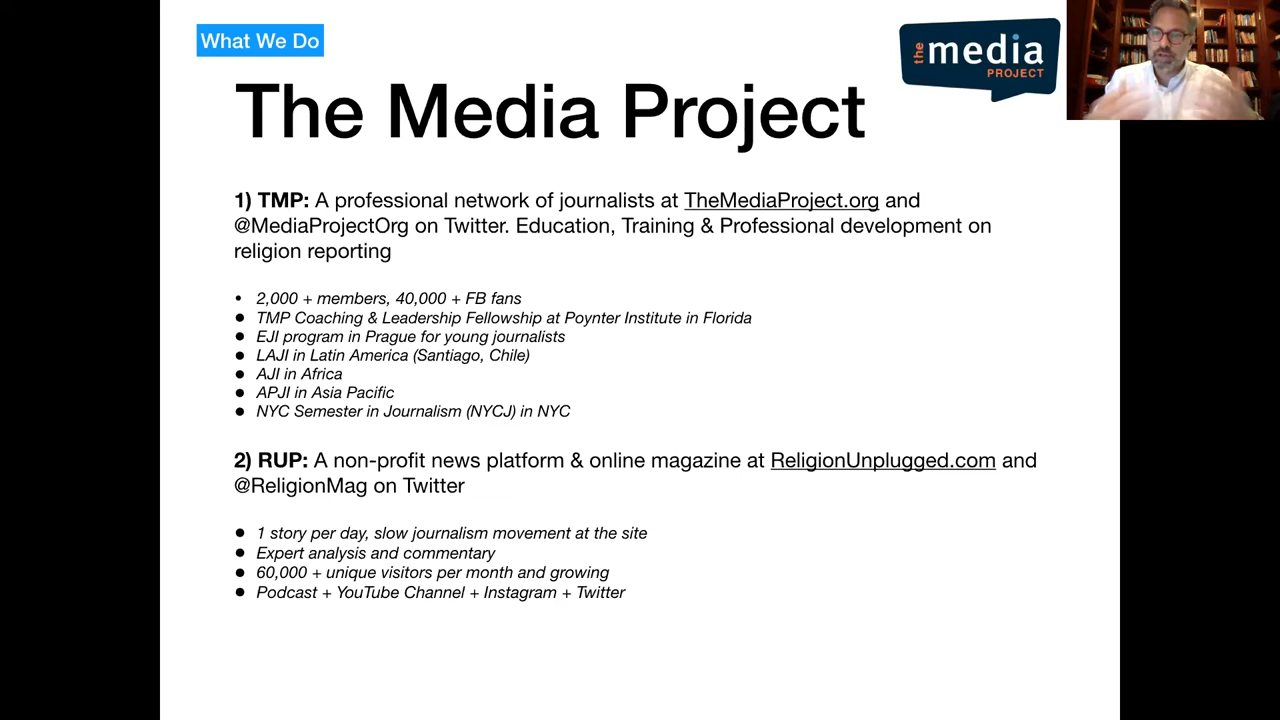 What We Do
the media PROJECT
The Media Project
1) TMP: A professional network of journalists at TheMediaProject.org and
@MediaProjectOrg on Twitter. Education, Training & Professional development on
religion reporting
• 2,000 + members, 40,000 + FB fans
● TMP Coaching & Leadership Fellowship at Poynter Institute in Florida
● EJI program in Prague for young journalists
● LAJI in Latin America (Santiago, Chile)
● AJI in Africa
● APJI in Asia Pacific
● NYC Semester in Journalism (NYCJ) in NYC
2) RUP: A non-profit news platform & online magazine at ReligionUnplugged.com and
@ReligionMag on Twitter
● 1 story per day, slow journalism movement at the site
● Expert analysis and commentary
● 60,000 + unique visitors per month and growing
● Podcast + YouTube Channel + Instagram + Twitter